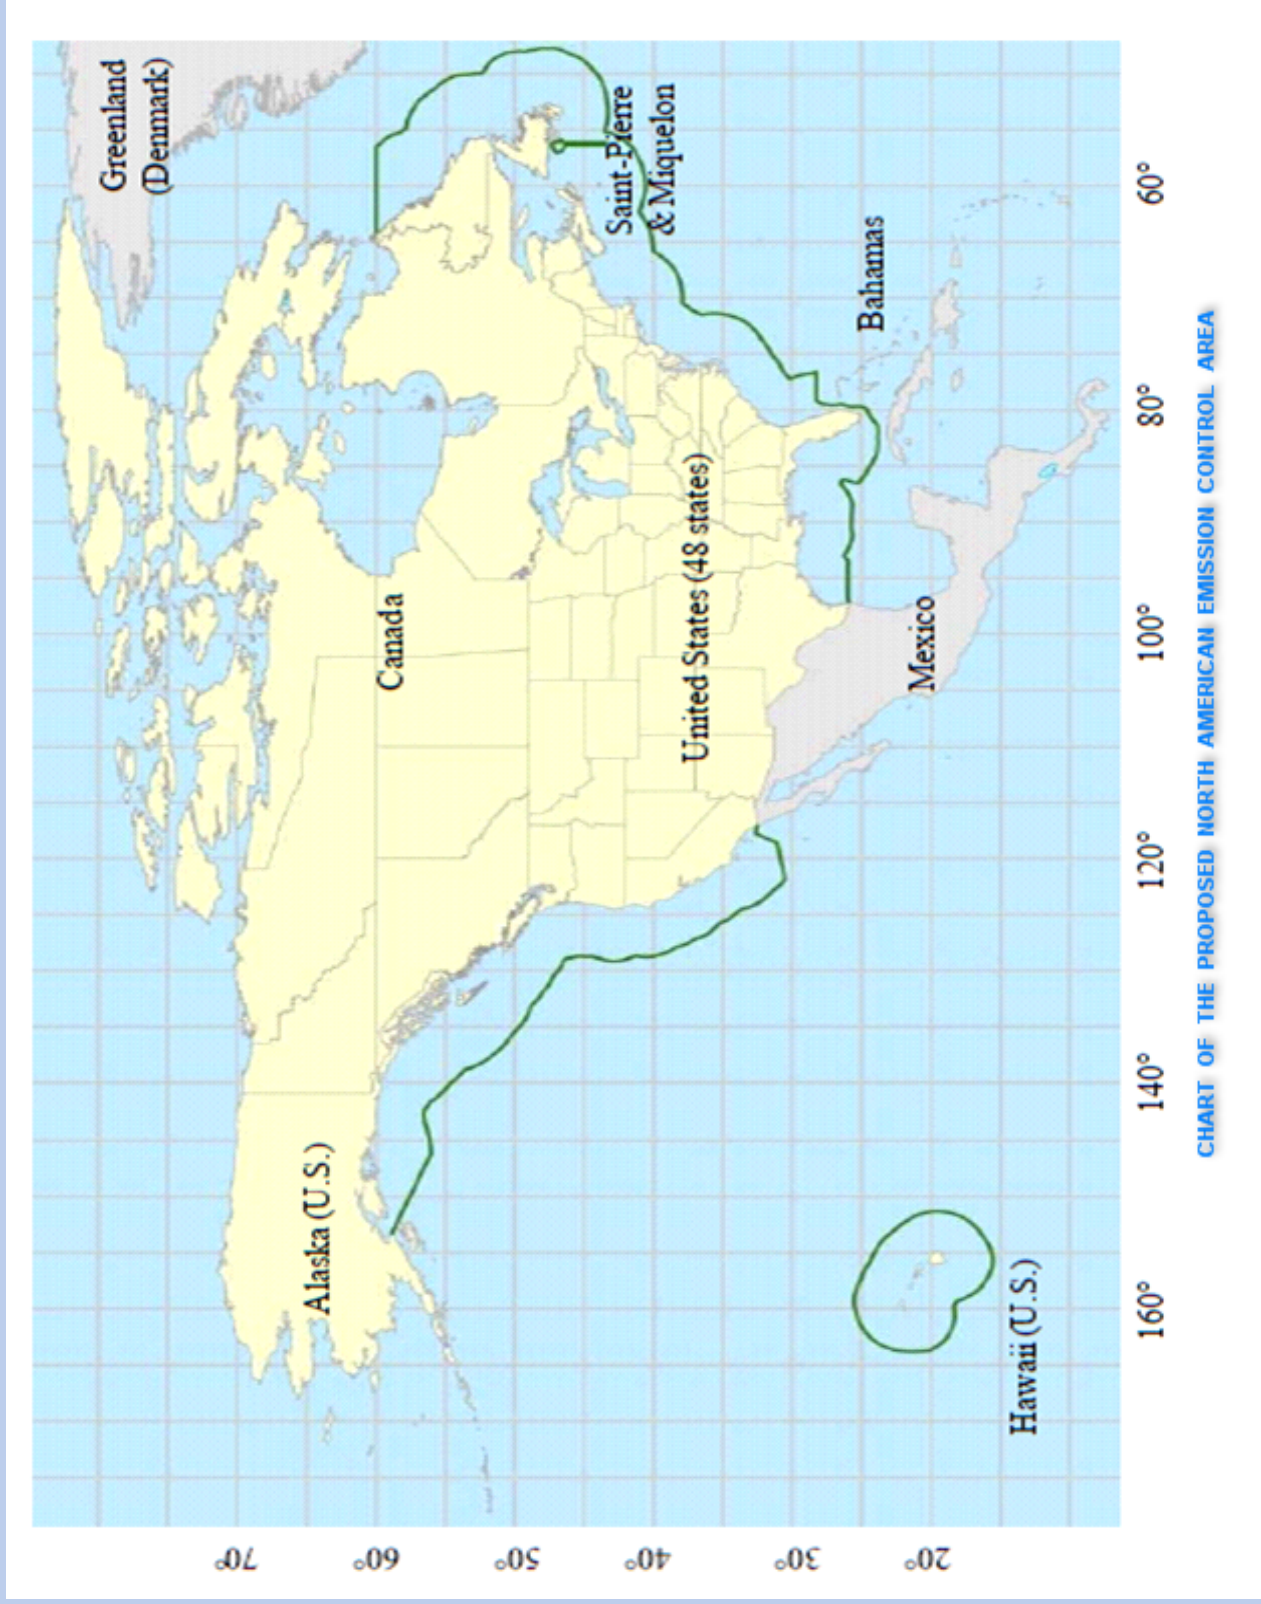 Greenland
(Denmark)
Canada
Alaska (U.S.)
United States (48 states)
Saint-Pierre
& Miquelon
Bahamas
Mexico
Hawaii (U.S.)
70°
60°
50°
40°
30°
20°
160°
140°
120°
100°
80°
60°
CHART OF THE PROPOSED NORTH AMERICAN EMISSION CONTROL AREA